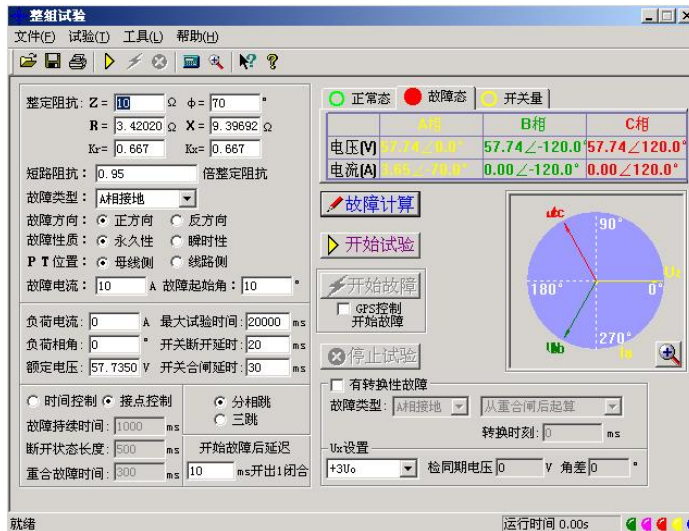 整组试验
文件(F) 试验(T) 工具(L) 帮助(H)
整定阻抗: Z = 10 Ω ϕ = 70 °
R = 3.42020 Ω X = 9.39692 Ω
Kr= 0.667 Kx= 0.667
短路阻抗: 0.95 倍整定阻抗
故障类型: A相接地
故障方向: 正方向 反方向
故障性质: 永久性 瞬时性
PT位置: 母线侧 线路侧
故障电流: 10 A 故障起始角: 10 °
负荷电流: 0 A 最大试验时间: 20000 ms
负荷相角: 0 ° 开关断开延时: 20 ms
额定电压: 57.7350 V 开关合闸延时: 30 ms
时间控制 接点控制 分相跳
三跳
故障持续时间: 1000 ms
断开状态长度: 500 ms 开始故障后延迟
重合故障时间: 300 ms 10 ms开出1闭合
正常态 故障态 开关量
A相 B相 C相
电压(V) 57.74∠0.0° 57.74∠-120.0° 57.74∠120.0°
电流(A) 3.65∠-70.0° 0.00∠-120.0° 0.00∠120.0°
故障计算
开始试验
开始故障
GPS控制
开始故障
停止试验
90°
180° 0°
270°
Ia
有转换性故障
故障类型: A相接地 从重合闸后起算
转换时刻: 0 ms
Ux设置
+3Uo 检同期电压 0 V 角差 0 °
就绪 运行时间 0.00s